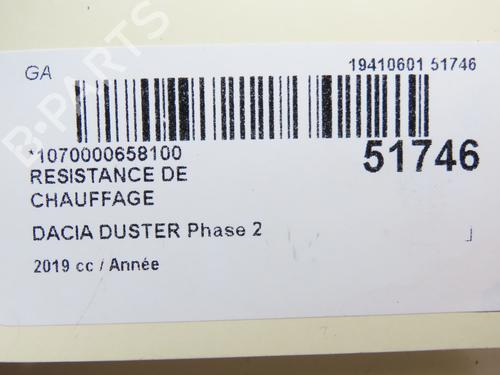 GA
19410601 51746
*1070000658100
51746
RESISTANCE DE
CHAUFFAGE
DACIA DUSTER Phase 2
2019 cc / Année
B-PARTS